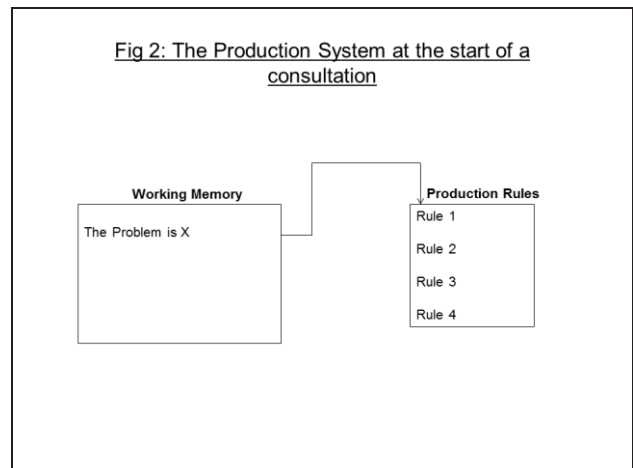 Fig 2: The Production System at the start of a
consultation
Working Memory
The Problem is X
Production Rules
Rule 1
Rule 2
Rule 3
Rule 4